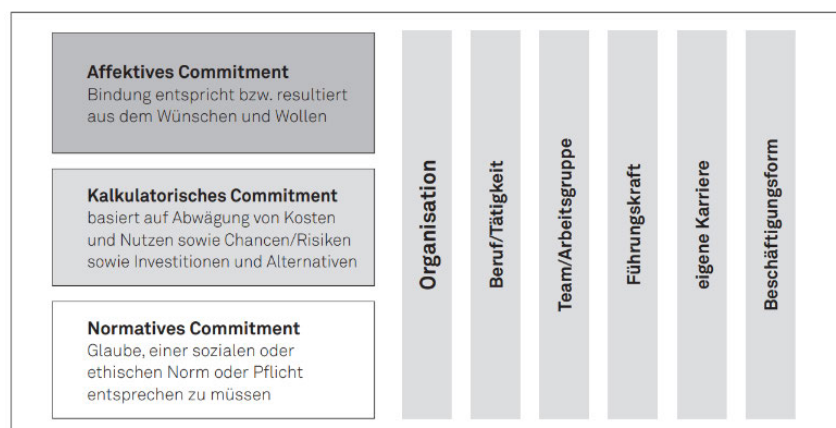 Affektives Commitment
Bindung entspricht bzw. resultiert
aus dem Wünschen und Wollen
Kalkulatorisches Commitment
basiert auf Abwägung von Kosten
und Nutzen sowie Chancen/Risiken
sowie Investitionen und Alternativen
Normatives Commitment
Glaube, einer sozialen oder
ethischen Norm oder Pflicht
entsprechen zu müssen
Organisation
Beruf/Tätigkeit
Team/Arbeitsgruppe
Führungskraft
eigene Karriere
Beschäftigungsform